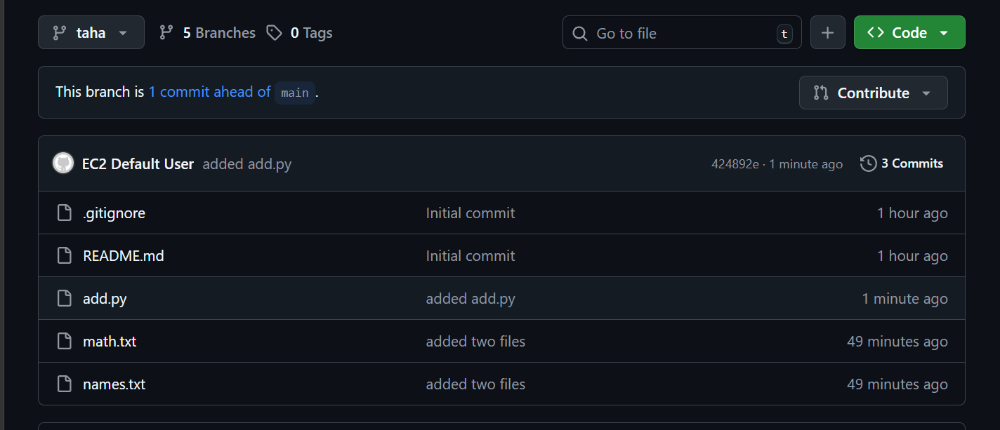 taha 5 Branches 0 Tags Go to file t Code
This branch is 1 commit ahead of main . Contribute
EC2 Default User added add.py 424892e · 1 minute ago 3 Commits
.gitignore Initial commit 1 hour ago
README.md Initial commit 1 hour ago
add.py added add.py 1 minute ago
math.txt added two files 49 minutes ago
names.txt added two files 49 minutes ago